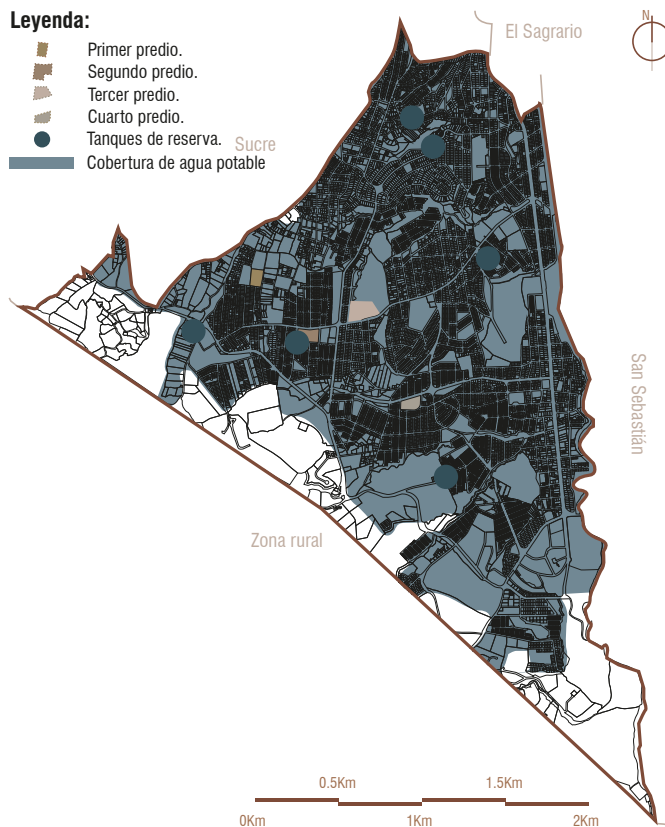 Leyenda:
Primer predio.
Segundo predio.
Tercer predio.
Cuarto predio.
Tanques de reserva.
Cobertura de agua potable
El Sagrario
N
Sucre
San Sebastián
Zona rural
0.5Km
1.5Km
0Km
1Km
2Km